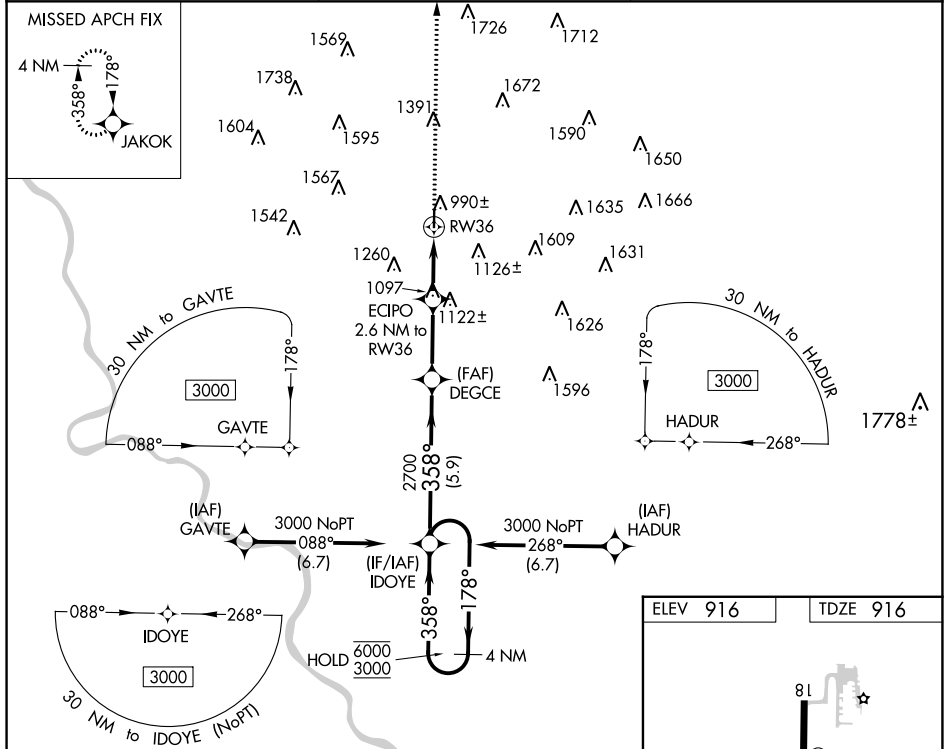 MISSED APCH FIX
4 NM
358°
178°
JAKOK
1569
1738
1604
1595
1567
1542
1391
1726
1712
1672
1590
1650
1635
1666
1609
1631
1626
1596
1778±
990±
RW36
1260
1126±
1097
1122±
ECIPO
2.6 NM to
RW36
(FAF)
DEGCE
30 NM to GAVTE
178°
3000
GAVTE
088°
30 NM to HADUR
178°
3000
HADUR
268°
2700
358°
(5.9)
(IAF)
GAVTE
3000 NoPT
088°
(6.7)
(IF/IAF)
IDOYE
3000 NoPT
268°
(6.7)
(IAF)
HADUR
358°
178°
HOLD 6000
3000
4 NM
088°
268°
IDOYE
3000
30 NM to IDOYE (NoPT)
ELEV 916
TDZE 916
18